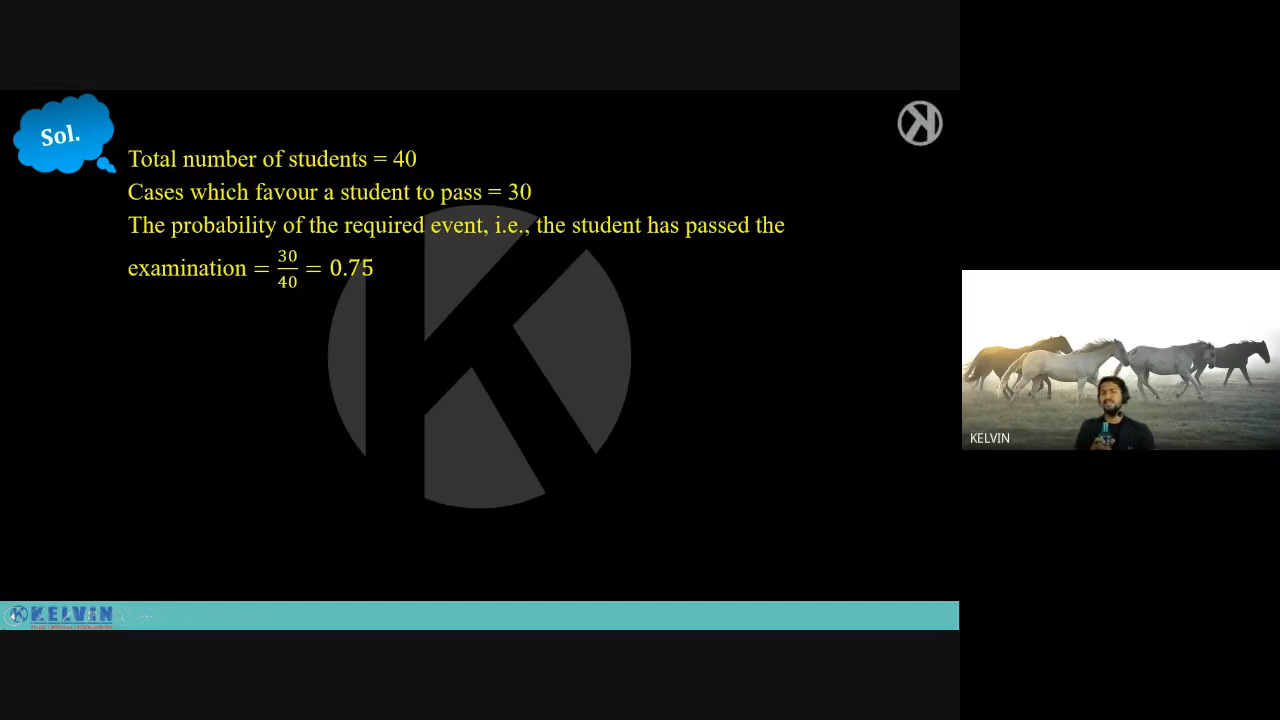 Sol.
Total number of students = 40
Cases which favour a student to pass = 30
The probability of the required event, i.e., the student has passed the
examination = 30/40 = 0.75
KELVIN
KELVIN